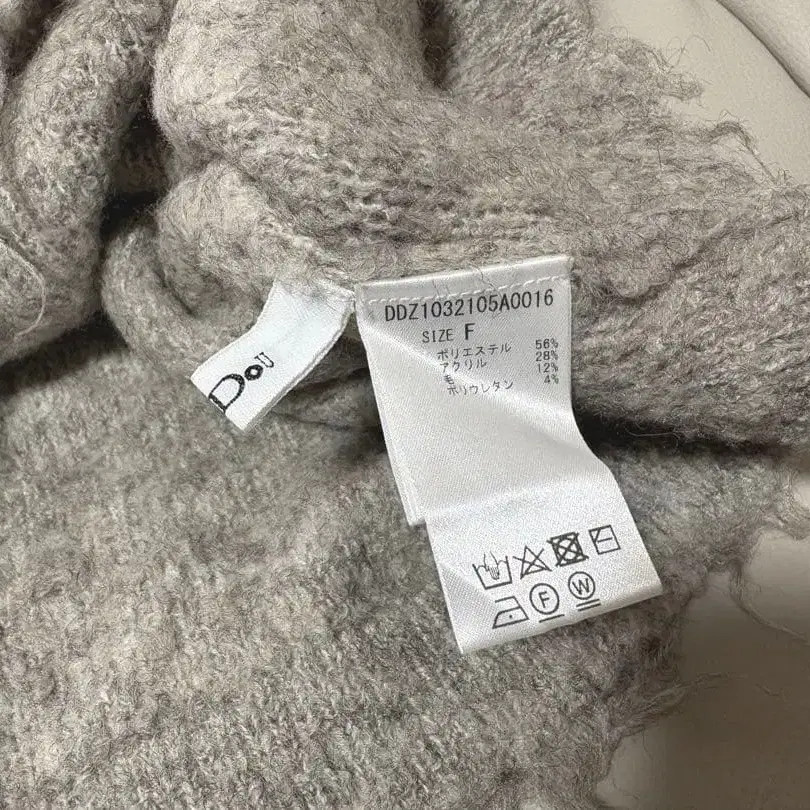 DOU
DDZ1032105A0016
SIZE F
ポリエステル 56%
アクリル 28%
毛 12%
ポリウレタン 4%
F W